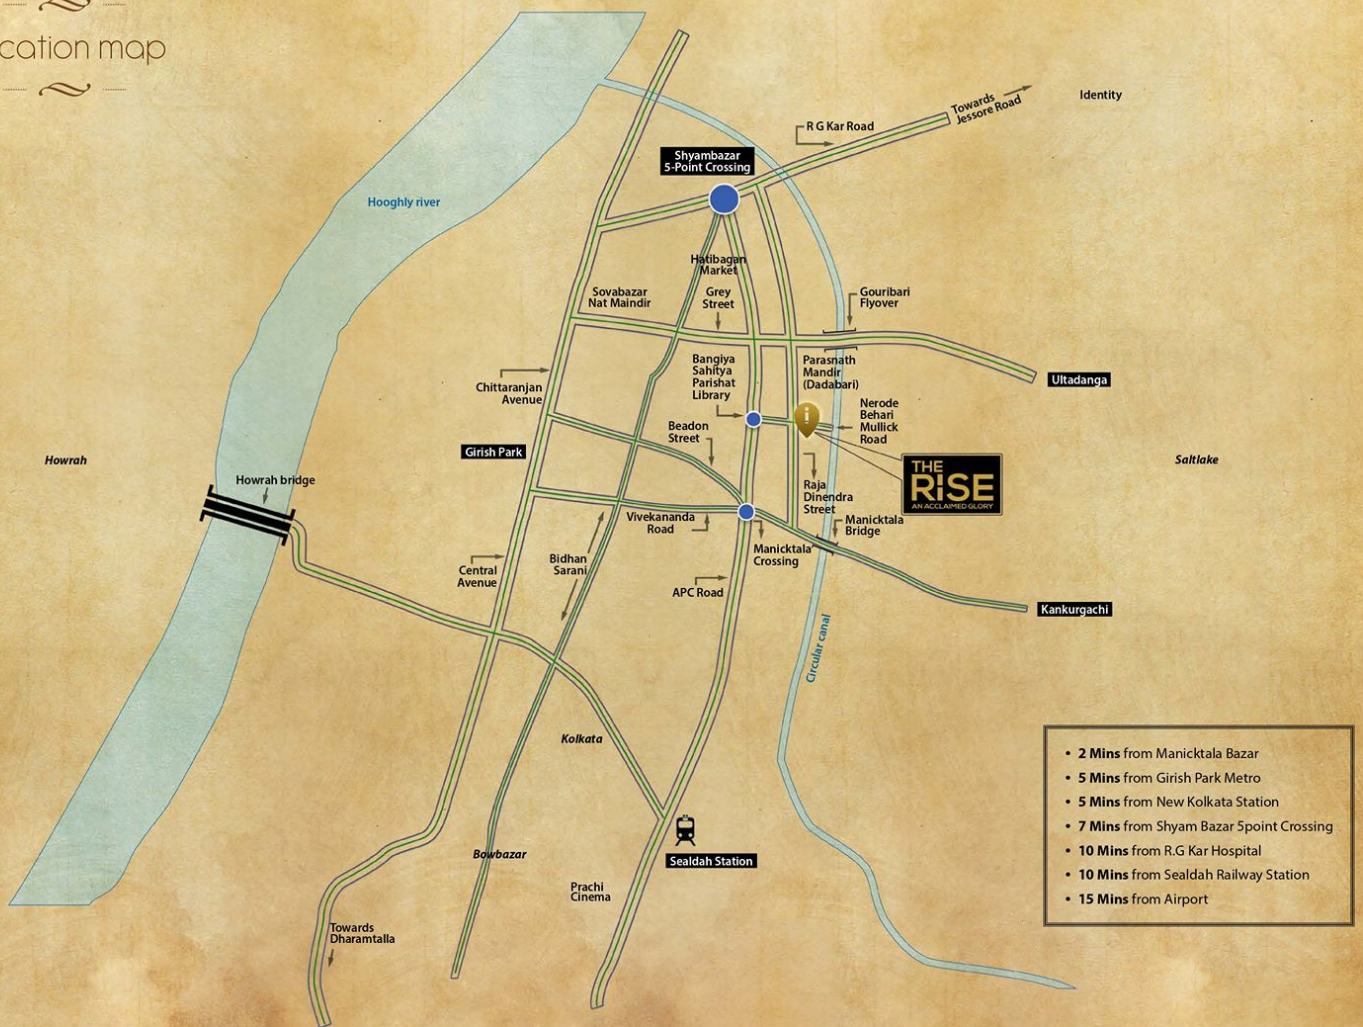 cation map
Identity
Towards
Jessore Road
R G Kar Road
Shyambazar
5-Point Crossing
Hooghly river
Hatibagan
Market
Sovabazar
Nat Maindir
Grey
Street
Gouribari
Flyover
Bangiya
Sahitya
Parishat
Library
Parasnath
Mandir
(Dadabari)
Ultadanga
Chittaranjan
Avenue
Nerode
Behari
Mullick
Road
Beadon
Street
Girish Park
Howrah
Saltlake
Howrah bridge
THE
RiSE
AN ACCLAIMED GLORY
Raja
Dinendra
Street
Vivekananda
Road
Manicktala
Bridge
Manicktala
Crossing
Central
Avenue
Bidhan
Sarani
APC Road
Kankurgachi
Circular canal
Kolkata
• 2 Mins from Manicktala Bazar
• 5 Mins from Girish Park Metro
• 5 Mins from New Kolkata Station
• 7 Mins from Shyam Bazar 5point Crossing
• 10 Mins from R.G Kar Hospital
• 10 Mins from Sealdah Railway Station
• 15 Mins from Airport
Bowbazar
Sealdah Station
Prachi
Cinema
Towards
Dharamtalla